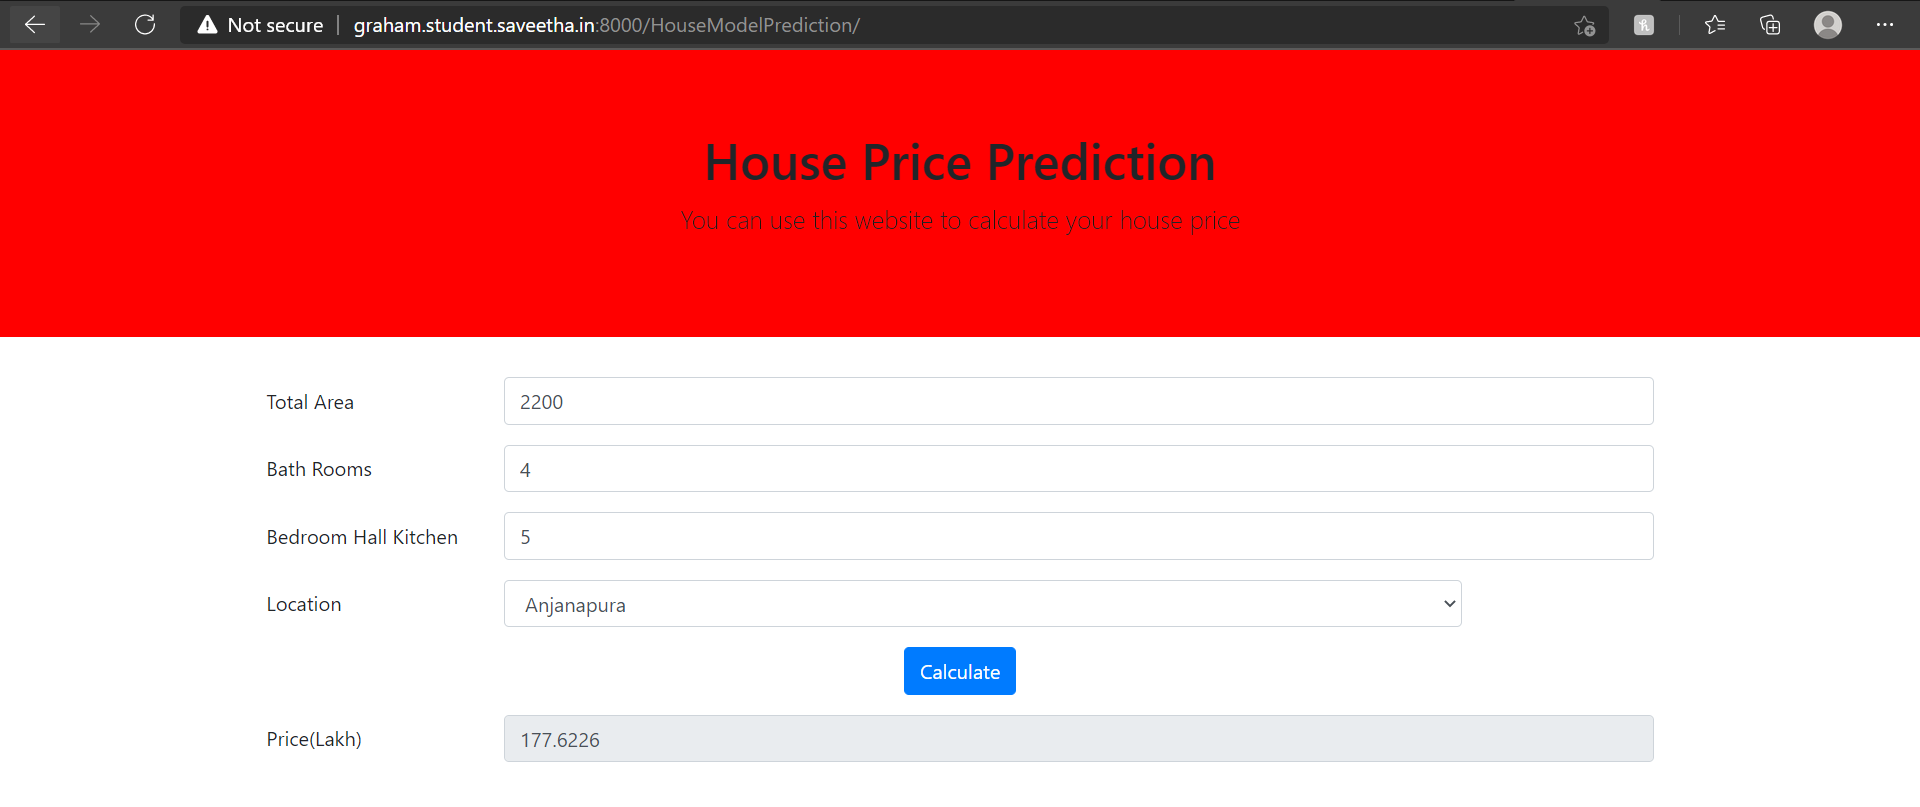 Not secure | graham.student.saveetha.in:8000/HouseModelPrediction/
House Price Prediction
You can use this website to calculate your house price
Total Area 2200
Bath Rooms 4
Bedroom Hall Kitchen 5
Location Anjanapura
Calculate
Price(Lakh) 177.6226